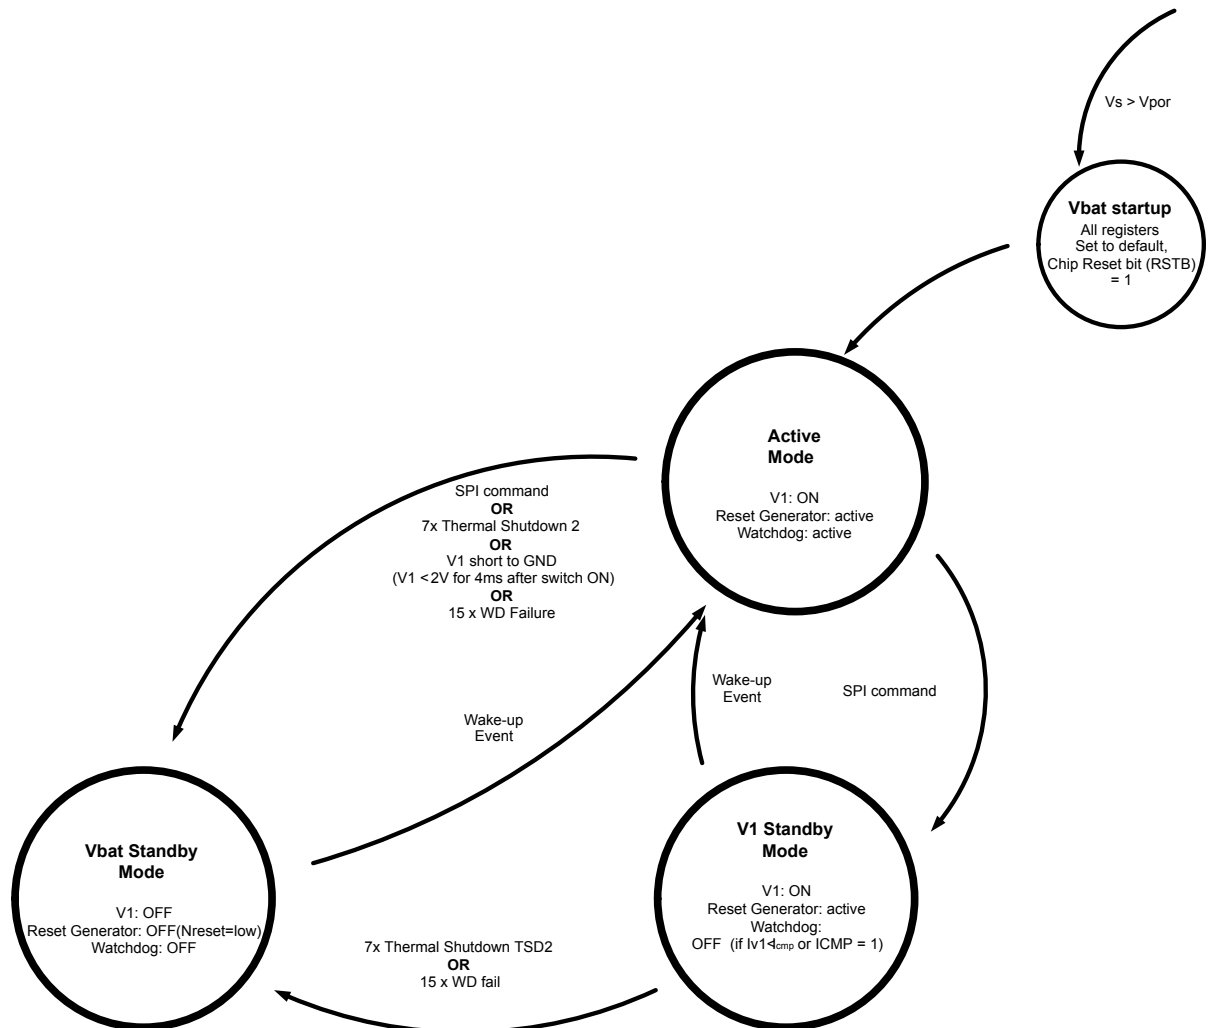 Vs > Vpor
Vbat startup
All registers
Set to default,
Chip Reset bit (RSTB)
= 1
Active
Mode
V1: ON
Reset Generator: active
Watchdog: active
SPI command
OR
7x Thermal Shutdown 2
OR
V1 short to GND
(V1 <2V for 4ms after switch ON)
OR
15 x WD Failure
Wake-up
Event
Wake-up
Event
SPI command
Vbat Standby
Mode
V1: OFF
Reset Generator: OFF(Nreset=low)
Watchdog: OFF
V1 Standby
Mode
V1: ON
Reset Generator: active
Watchdog:
OFF (if Iv1<Icmp or ICMP = 1)
7x Thermal Shutdown TSD2
OR
15 x WD fail